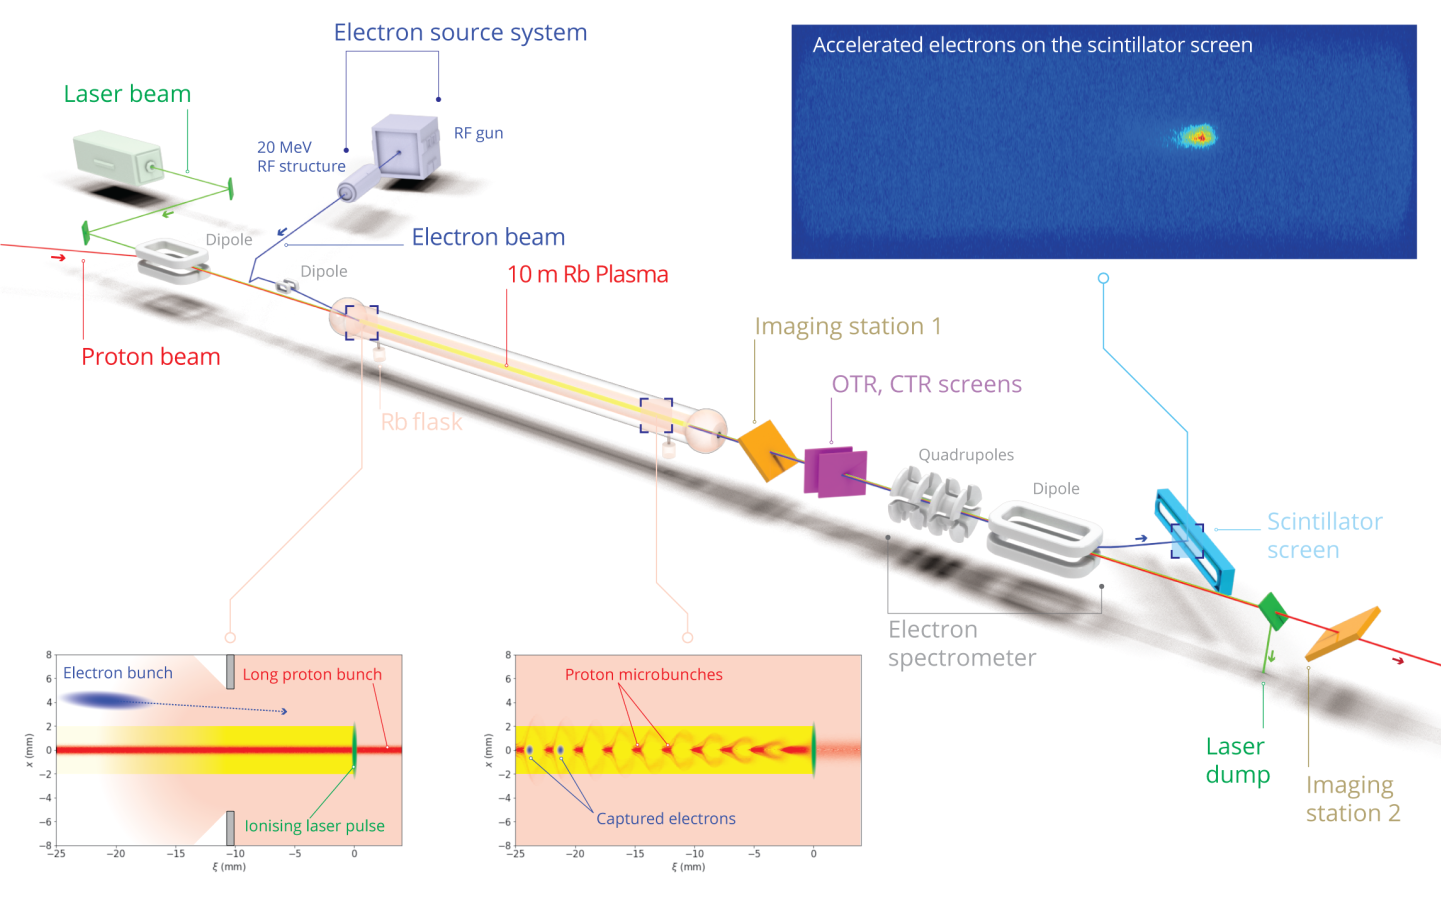 Electron source system
Accelerated electrons on the scintillator screen
Laser beam
RF gun
20 MeV
RF structure
Dipole
Electron beam
Dipole
10 m Rb Plasma
Proton beam
Imaging station 1
OTR, CTR screens
Rb flask
Quadrupoles
Dipole
Scintillator
screen
Electron
spectrometer
Laser
dump
Imaging
station 2
8
6
4
2
0
−2
−4
−6
−8
x (mm)
Electron bunch
Long proton bunch
Ionising laser pulse
−25
−20
−15
−10
−5
0
ξ (mm)
8
6
4
2
0
−2
−4
−6
−8
x (mm)
Proton microbunches
Captured electrons
−25
−20
−15
−10
−5
0
ξ (mm)